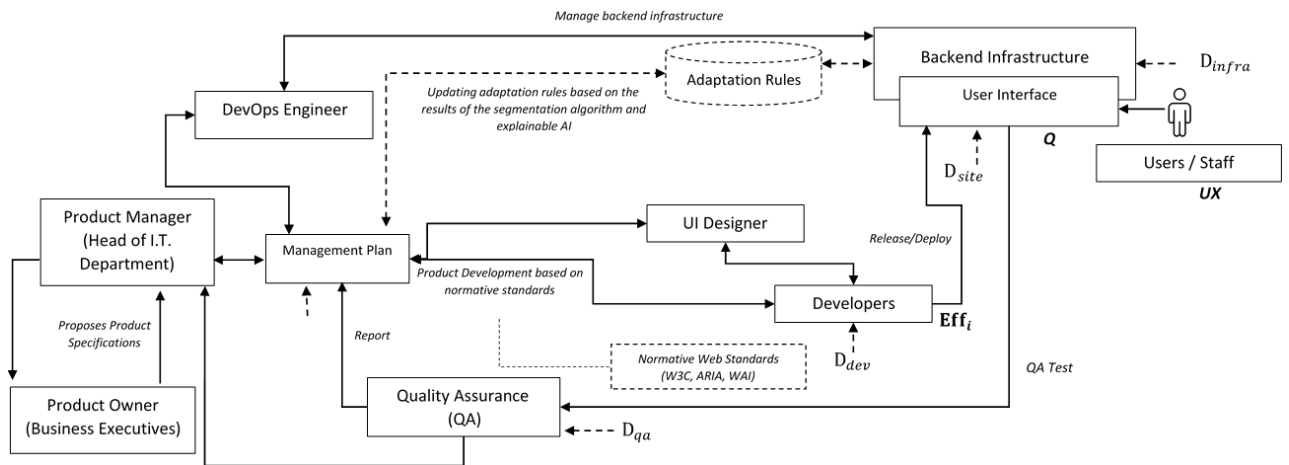 Manage backend infrastructure
Backend Infrastructure
D_infra
Adaptation Rules
User Interface
Updating adaptation rules based on the
results of the segmentation algorithm and
explainable AI
DevOps Engineer
Q
D_site
Users / Staff
UX
Product Manager
(Head of I.T.
Department)
UI Designer
Release/Deploy
Management Plan
Product Development based on
normative standards
Developers
Eff_i
Proposes Product
Specifications
Report
Normative Web Standards
(W3C, ARIA, WAI)
D_dev
QA Test
Product Owner
(Business Executives)
Quality Assurance
(QA)
D_qa